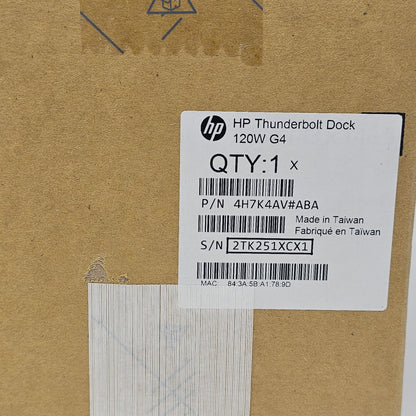 hp HP Thunderbolt Dock
120W G4
QTY:1 x
P/N 4H7K4AV#ABA
Made in Taiwan
Fabriqué en Taïwan
S/N 2TK251XCX1
MAC: 84:3A:5B:A1:78:9D